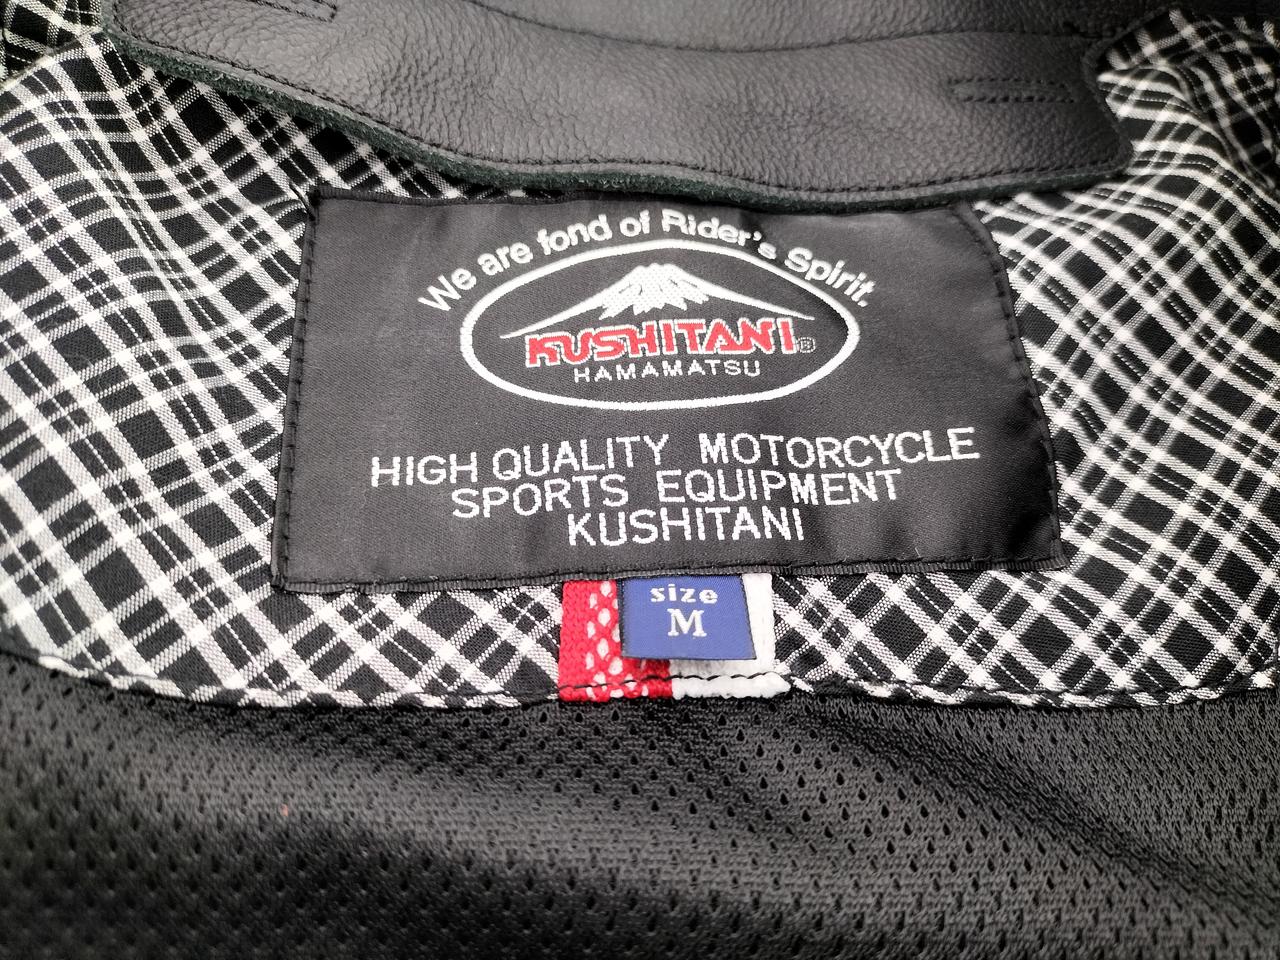 We are fond of Rider's Spirit.
KUSHITANI®
HAMAMATSU
HIGH QUALITY MOTORCYCLE
SPORTS EQUIPMENT
KUSHITANI
size
M